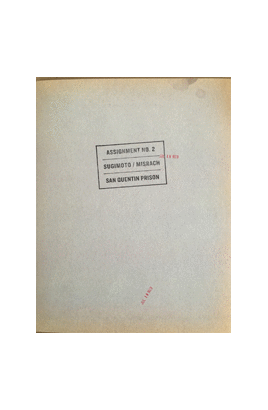 ASSIGNMENT NO. 2
SUGIMOTO / MISRACH
SAN QUENTIN PRISON